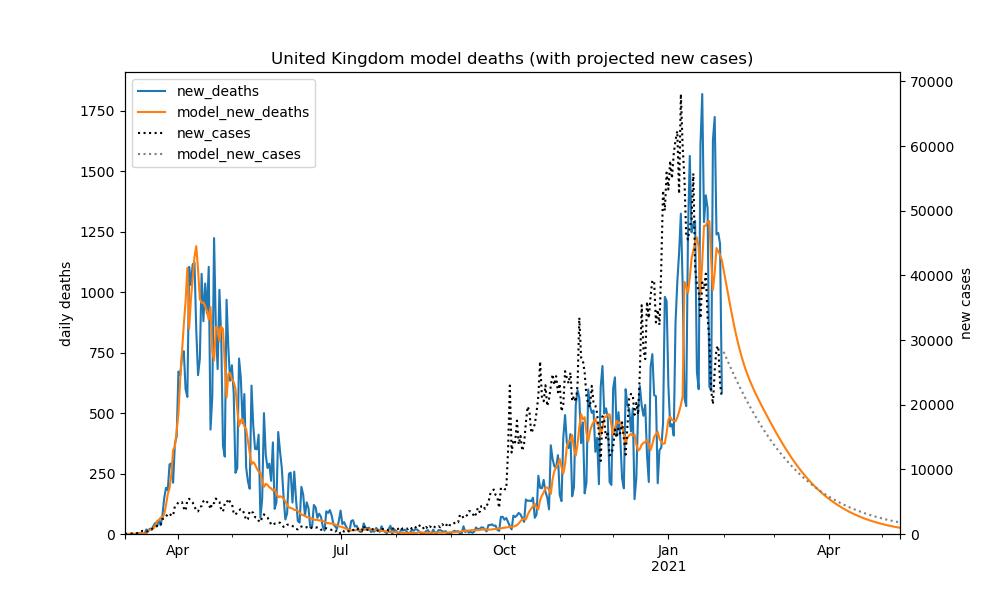 United Kingdom model deaths (with projected new cases)
new_deaths
model_new_deaths
new_cases
model_new_cases
daily deaths
1750
1500
1250
1000
750
500
250
0
70000
60000
50000
40000
30000
20000
10000
0
new cases
Apr
Jul
Oct
Jan
2021
Apr